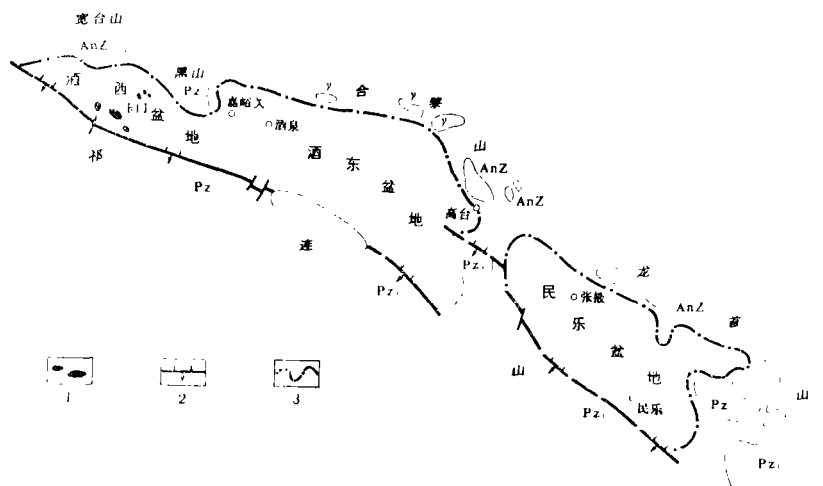 宽台山
AnZ
酒西盆地
黑山
Pz
嘉峪关
酒泉
γ
合黎山
γ
γ
祁连山
Pz
酒东盆地
AnZ
AnZ
高台
Pz
Pz
民乐盆地
张掖
龙首山
AnZ
民乐
Pz
Pz
Pz
1
2
3